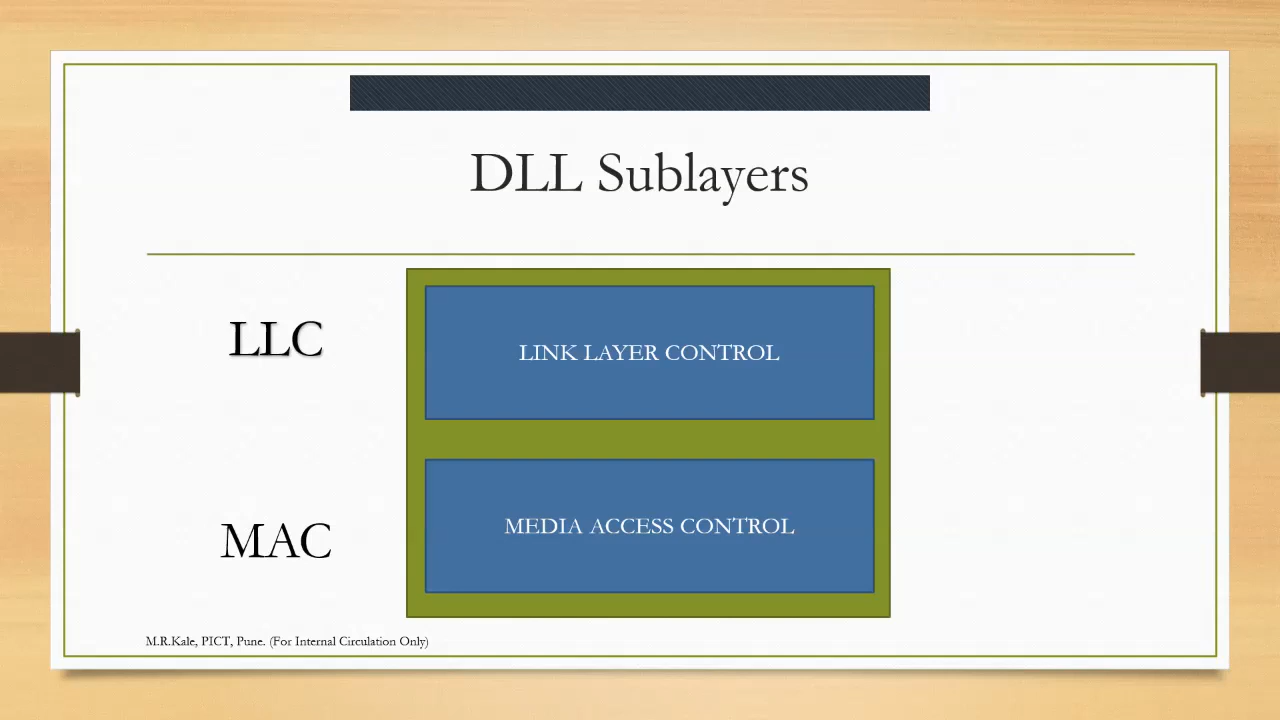 DLL Sublayers
LLC
LINK LAYER CONTROL
MAC
MEDIA ACCESS CONTROL
M.R.Kale, PICT, Pune. (For Internal Circulation Only)